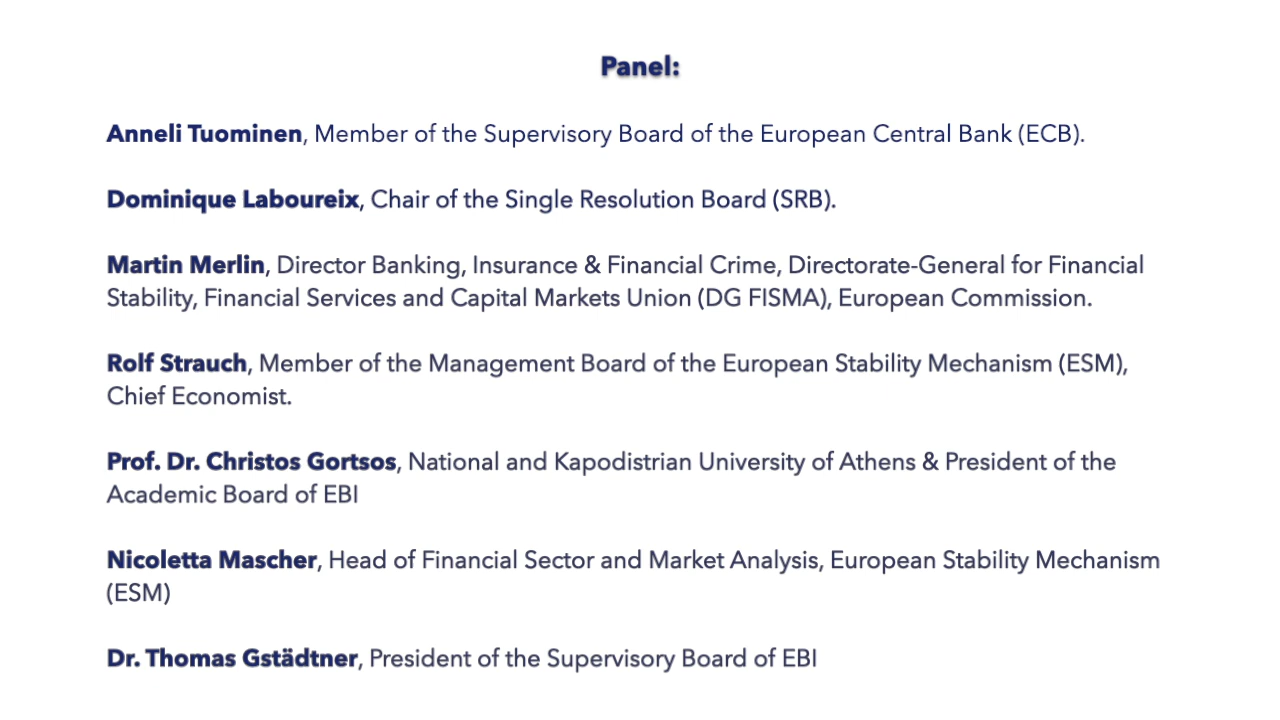 Panel:
Anneli Tuominen, Member of the Supervisory Board of the European Central Bank (ECB).
Dominique Laboureix, Chair of the Single Resolution Board (SRB).
Martin Merlin, Director Banking, Insurance & Financial Crime, Directorate-General for Financial
Stability, Financial Services and Capital Markets Union (DG FISMA), European Commission.
Rolf Strauch, Member of the Management Board of the European Stability Mechanism (ESM),
Chief Economist.
Prof. Dr. Christos Gortsos, National and Kapodistrian University of Athens & President of the
Academic Board of EBI
Nicoletta Mascher, Head of Financial Sector and Market Analysis, European Stability Mechanism
(ESM)
Dr. Thomas Gstädtner, President of the Supervisory Board of EBI